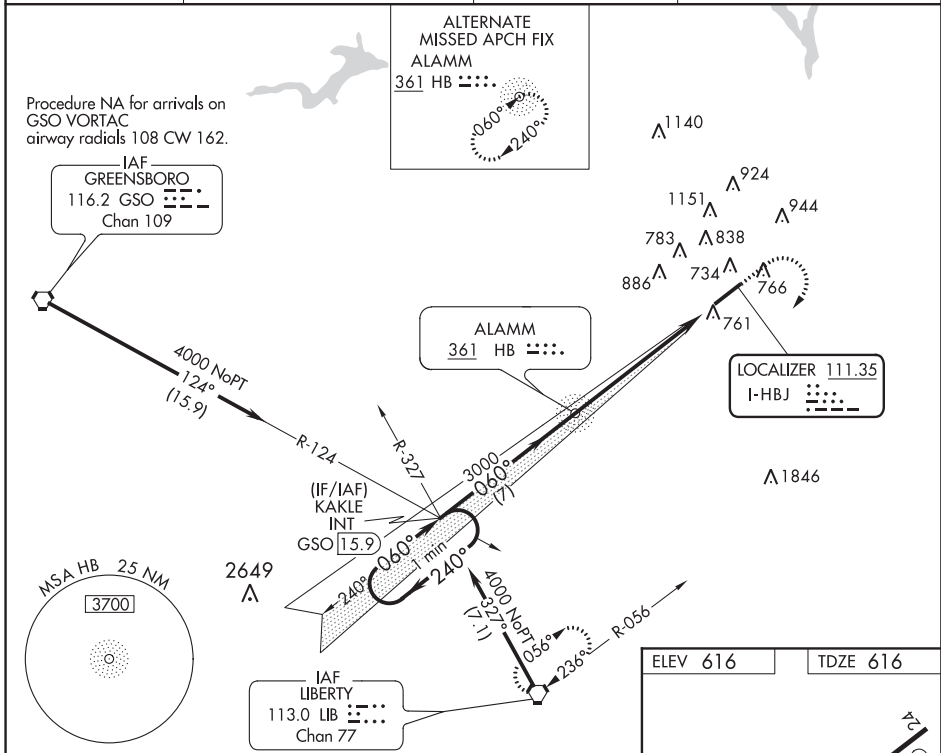 ALTERNATE
MISSED APCH FIX
ALAMM
361 HB
060°
240°
Procedure NA for arrivals on
GSO VORTAC
airway radials 108 CW 162.
IAF
GREENSBORO
116.2 GSO
Chan 109
1140
924
1151
944
783
838
886
734
766
761
ALAMM
361 HB
LOCALIZER 111.35
I-HBJ
4000 NoPT
124°
(15.9)
R-124
R-327
3000
060°
(7)
1846
(IF/IAF)
KAKLE
INT
GSO 15.9
060°
240°
1 min
240°
2649
MSA HB 25 NM
3700
4000 NoPT
327°
(7.1)
056°
236°
R-056
IAF
LIBERTY
113.0 LIB
Chan 77
ELEV 616
TDZE 616
24